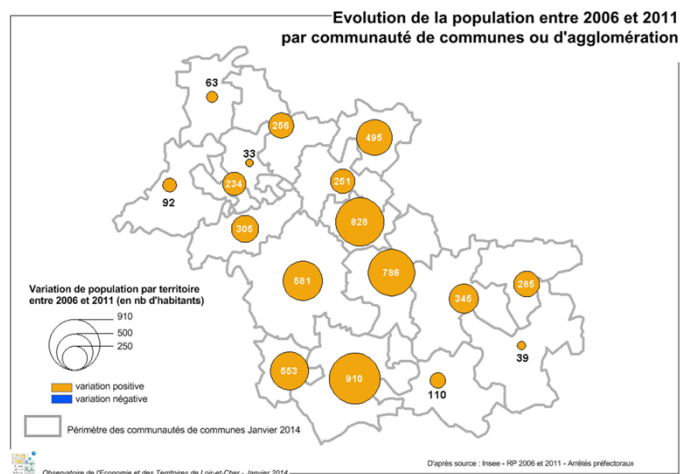 Evolution de la population entre 2006 et 2011
par communauté de communes ou d'agglomération
63
256
495
33
251
234
92
828
305
786
581
285
345
Variation de population par territoire
entre 2006 et 2011 (en nb d'habitants)
910
500
250
39
553
910
110
variation positive
variation négative
Périmètre des communautés de communes Janvier 2014
D'après source : Insee - RP 2006 et 2011 - Arrêtés préfectoraux
Observatoire de l'Economie et des Territoires de Loir-et-Cher - Janvier 2014